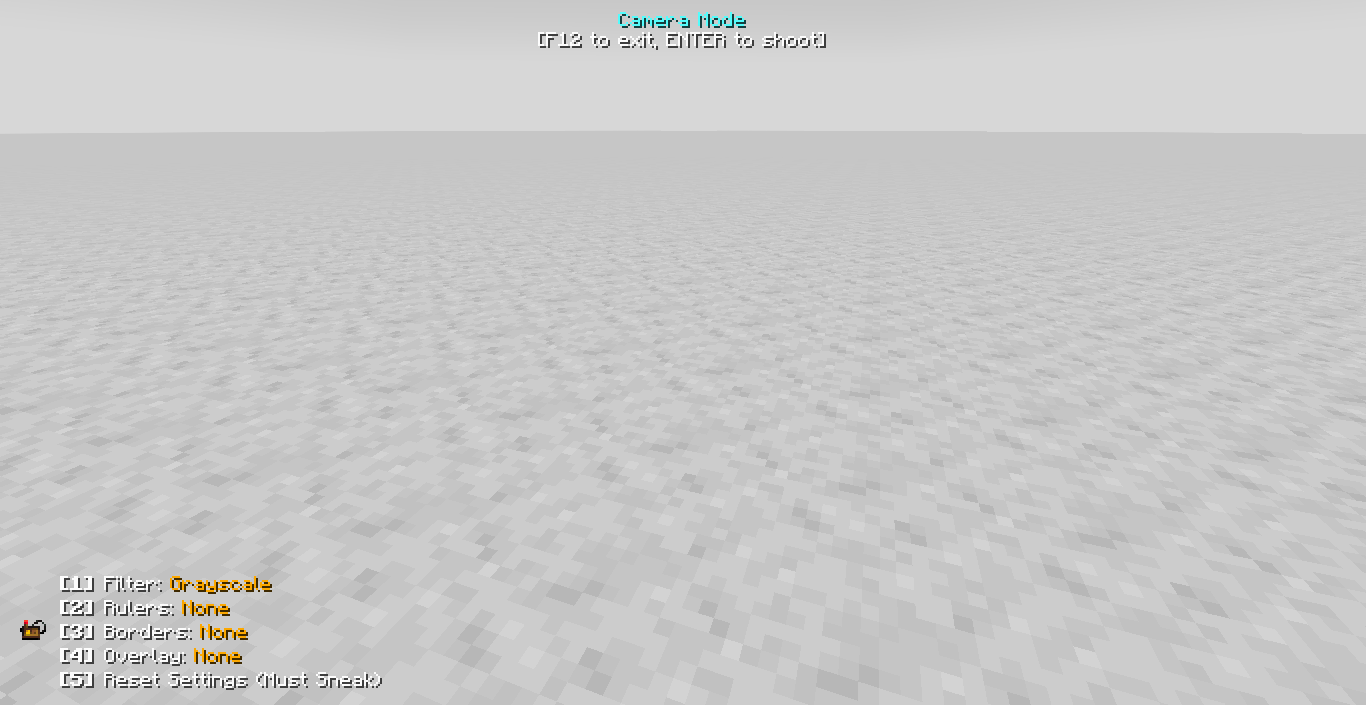 Camera Mode
[F12 to exit, ENTER to shoot]
[1] Filter: Grayscale
[2] Rulers: None
[3] Borders: None
[4] Overlay: None
[5] Reset Settings (Must Sneak)